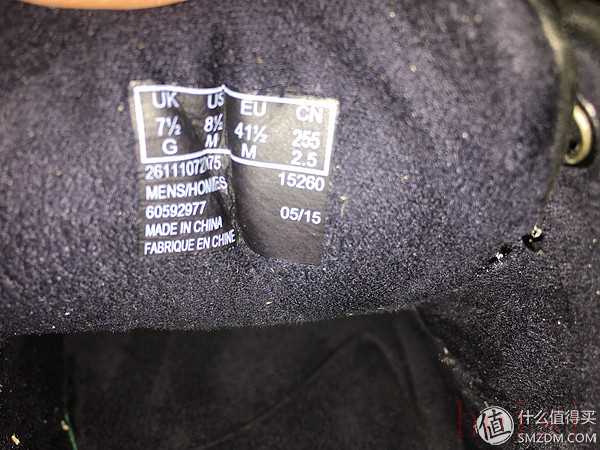 UK US EU CN
7½ 8½ 41½ 255
G M M 2.5
15260
MENS/HOMMES
60592977 05/15
MADE IN CHINA
FABRIQUE EN CHINE
值 什么值得买
SMZDM.COM